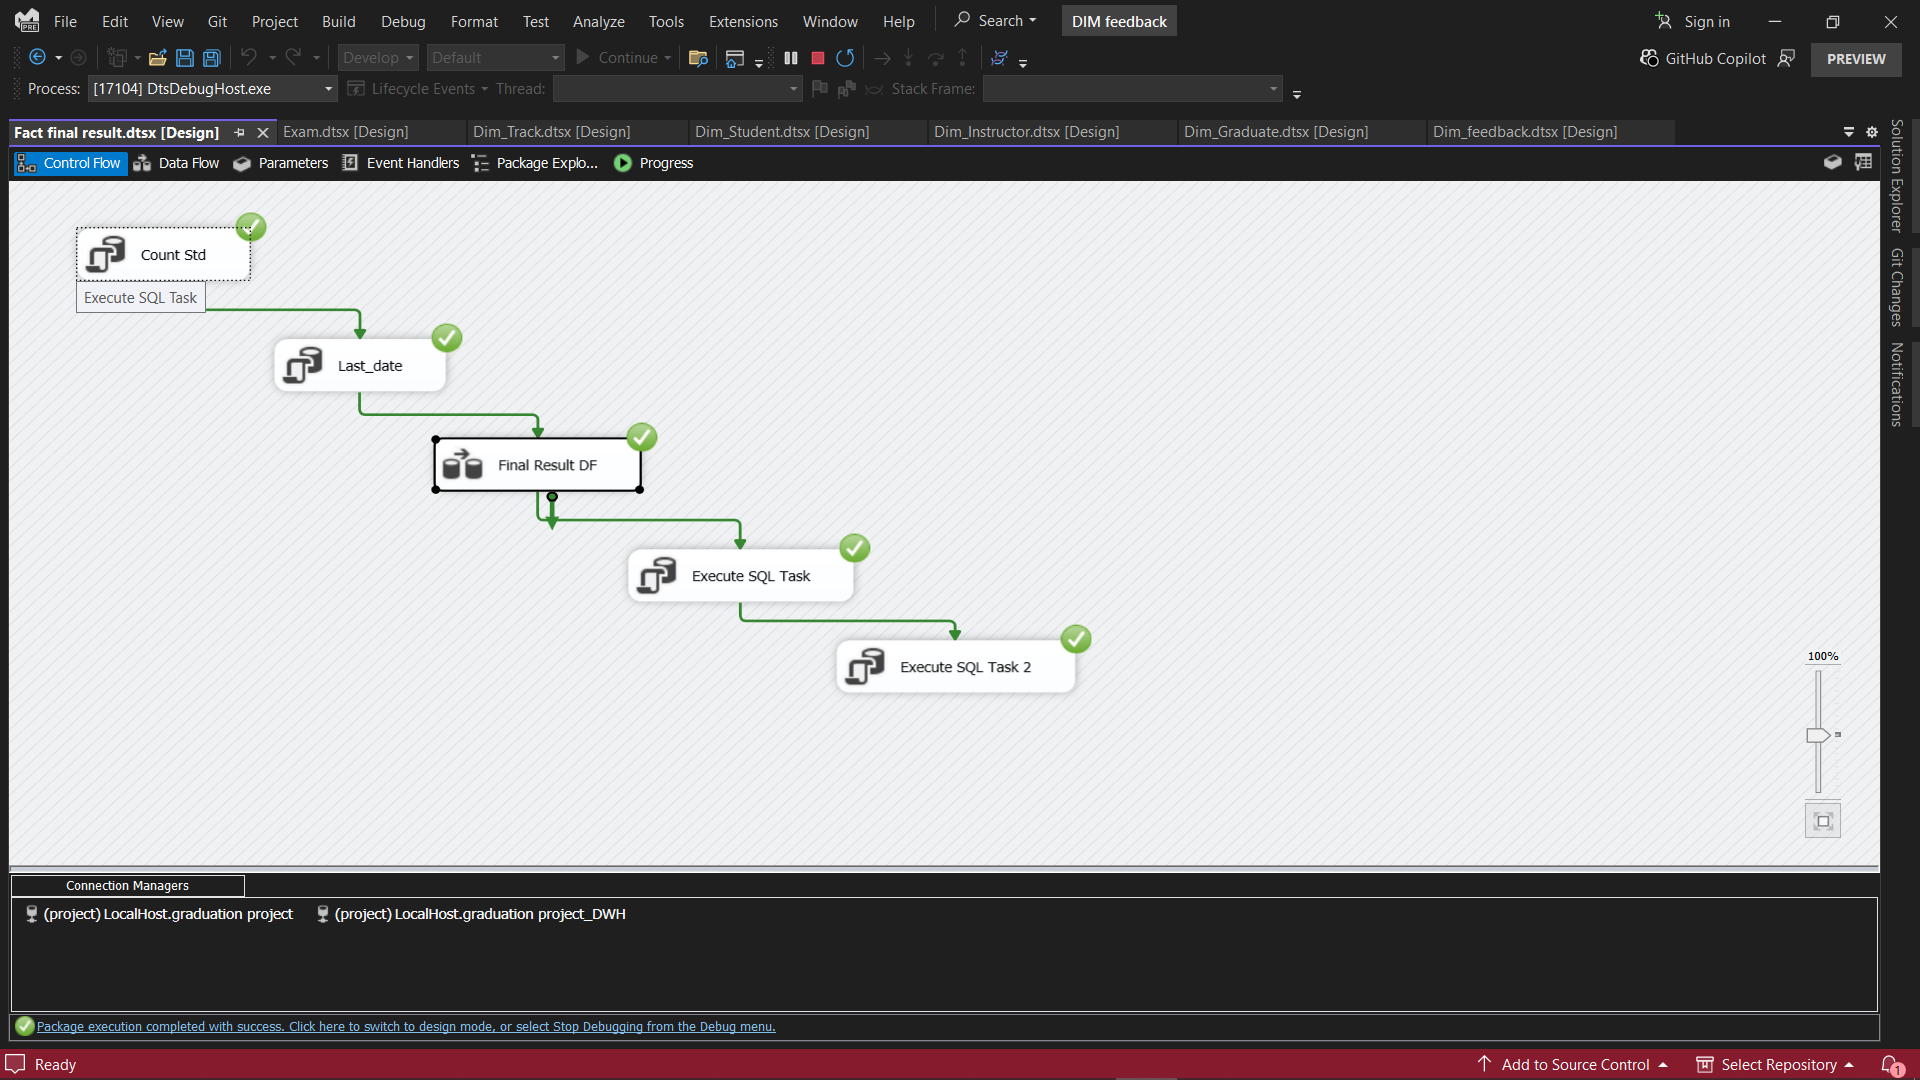 File Edit View Git Project Build Debug Format Test Analyze Tools Extensions Window Help Search DIM feedback Sign in
PRE
Develop Default Continue GitHub Copilot PREVIEW
Process: [17104] DtsDebugHost.exe Lifecycle Events Thread: Stack Frame:
Fact final result.dtsx [Design] Exam.dtsx [Design] Dim_Track.dtsx [Design] Dim_Student.dtsx [Design] Dim_Instructor.dtsx [Design] Dim_Graduate.dtsx [Design] Dim_feedback.dtsx [Design]
Control Flow Data Flow Parameters Event Handlers Package Explo... Progress
Solution Explorer
Git Changes
Notifications
Count Std
Execute SQL Task
Last_date
Final Result DF
Execute SQL Task
Execute SQL Task 2
100%
Connection Managers
(project) LocalHost.graduation project (project) LocalHost.graduation project_DWH
Package execution completed with success. Click here to switch to design mode, or select Stop Debugging from the Debug menu.
Ready Add to Source Control Select Repository 1